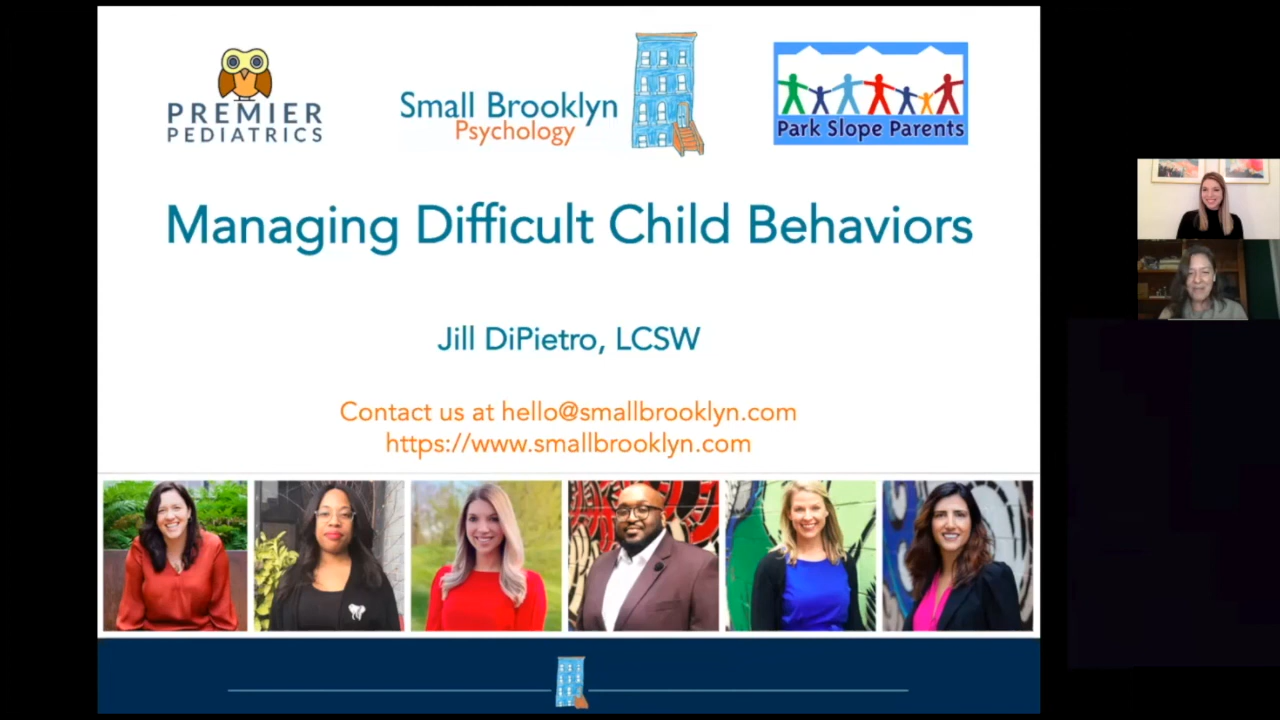 PREMIER
PEDIATRICS
Small Brooklyn
Psychology
Park Slope Parents
Managing Difficult Child Behaviors
Jill DiPietro, LCSW
Contact us at hello@smallbrooklyn.com
https://www.smallbrooklyn.com